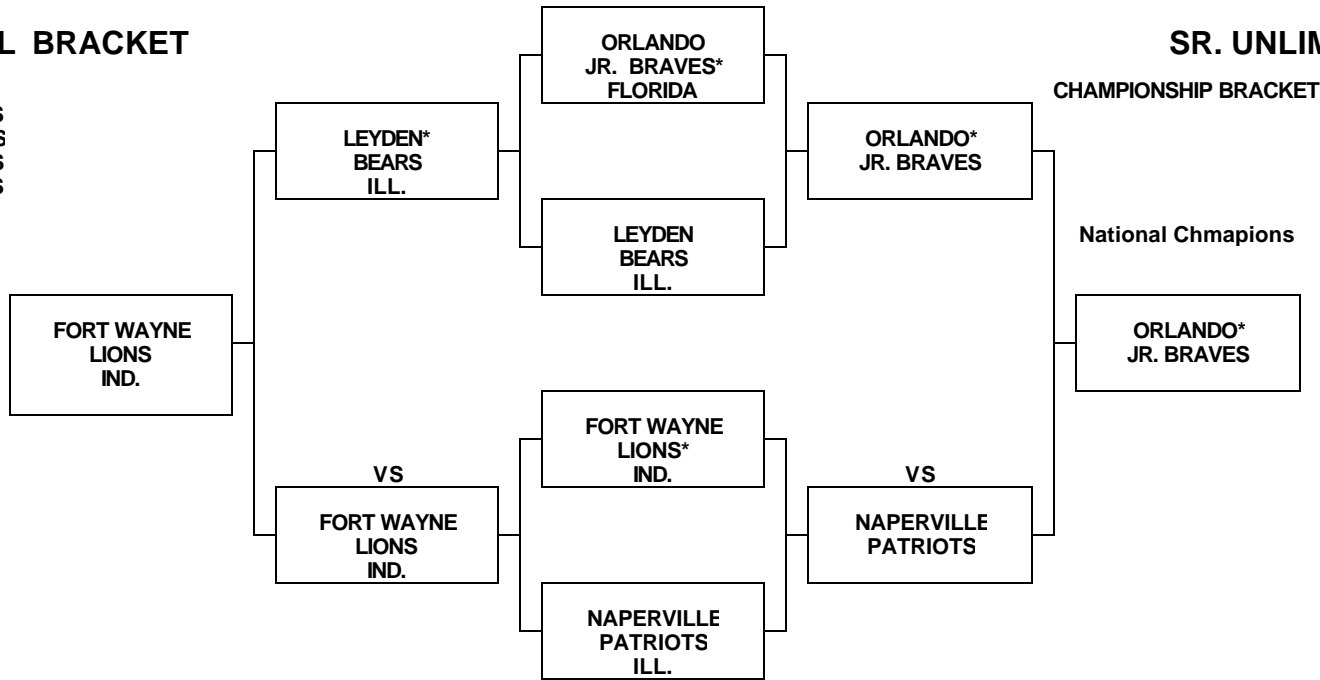 L BRACKET
SR. UNLIM
CHAMPIONSHIP BRACKET
ORLANDO
JR. BRAVES*
FLORIDA
LEYDEN*
BEARS
ILL.
ORLANDO*
JR. BRAVES
LEYDEN
BEARS
ILL.
National Chmapions
FORT WAYNE
LIONS
IND.
ORLANDO*
JR. BRAVES
FORT WAYNE
LIONS*
IND.
VS
FORT WAYNE
LIONS
IND.
VS
NAPERVILLE
PATRIOTS
NAPERVILLE
PATRIOTS
ILL.